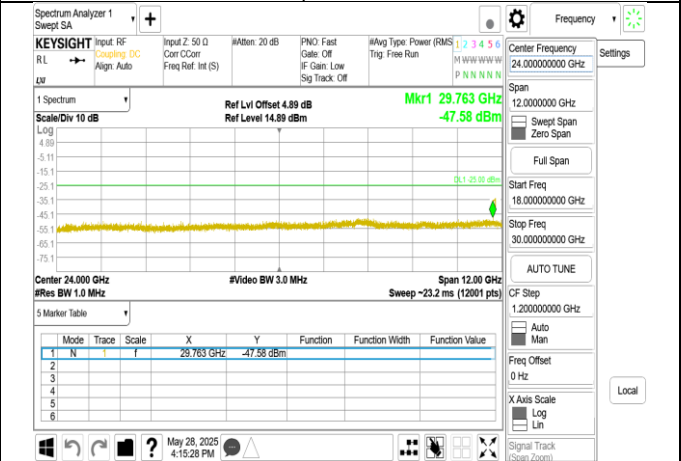 Spectrum Analyzer 1
Swept SA
Frequency
KEYSIGHT
RL
Input: RF
Coupling: DC
Align: Auto
Input Z: 50 Ω
Corr CCorr
Freq Ref: Int (S)
#Atten: 20 dB
PNO: Fast
Gate: Off
IF Gain: Low
Sig Track: Off
#Avg Type: Power (RMS
Trig: Free Run
1 2 3 4 5 6
M W W W W W
P N N N N N
1 Spectrum
Scale/Div 10 dB
Ref Lvl Offset 4.89 dB
Ref Level 14.89 dBm
Mkr1 29.763 GHz
-47.58 dBm
Log
4.89
-5.11
-15.1
-25.1
-35.1
-45.1
-55.1
-65.1
-75.1
DL1 -25.00 dBm
Center 24.000 GHz
#Res BW 1.0 MHz
#Video BW 3.0 MHz
Span 12.00 GHz
Sweep ~23.2 ms (12001 pts)
5 Marker Table
Mode Trace Scale X Y Function Function Width Function Value
1 N 1 f 29.763 GHz -47.58 dBm
2
3
4
5
6
May 28, 2025
4:15:28 PM
Center Frequency
24.000000000 GHz
Span
12.0000000 GHz
Swept Span
Zero Span
Full Span
Start Freq
18.000000000 GHz
Stop Freq
30.000000000 GHz
AUTO TUNE
CF Step
1.200000000 GHz
Auto
Man
Freq Offset
0 Hz
X Axis Scale
Log
Lin
Signal Track
(Span Zoom)
Settings
Local